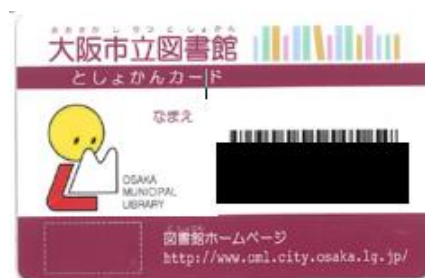 おおさか し りつ と しょかん
大阪市立図書館
としょかんカード
なまえ
OSAKA
MUNICIPAL
LIBRARY
図書館ホームページ
http://www.oml.city.osaka.lg.jp/